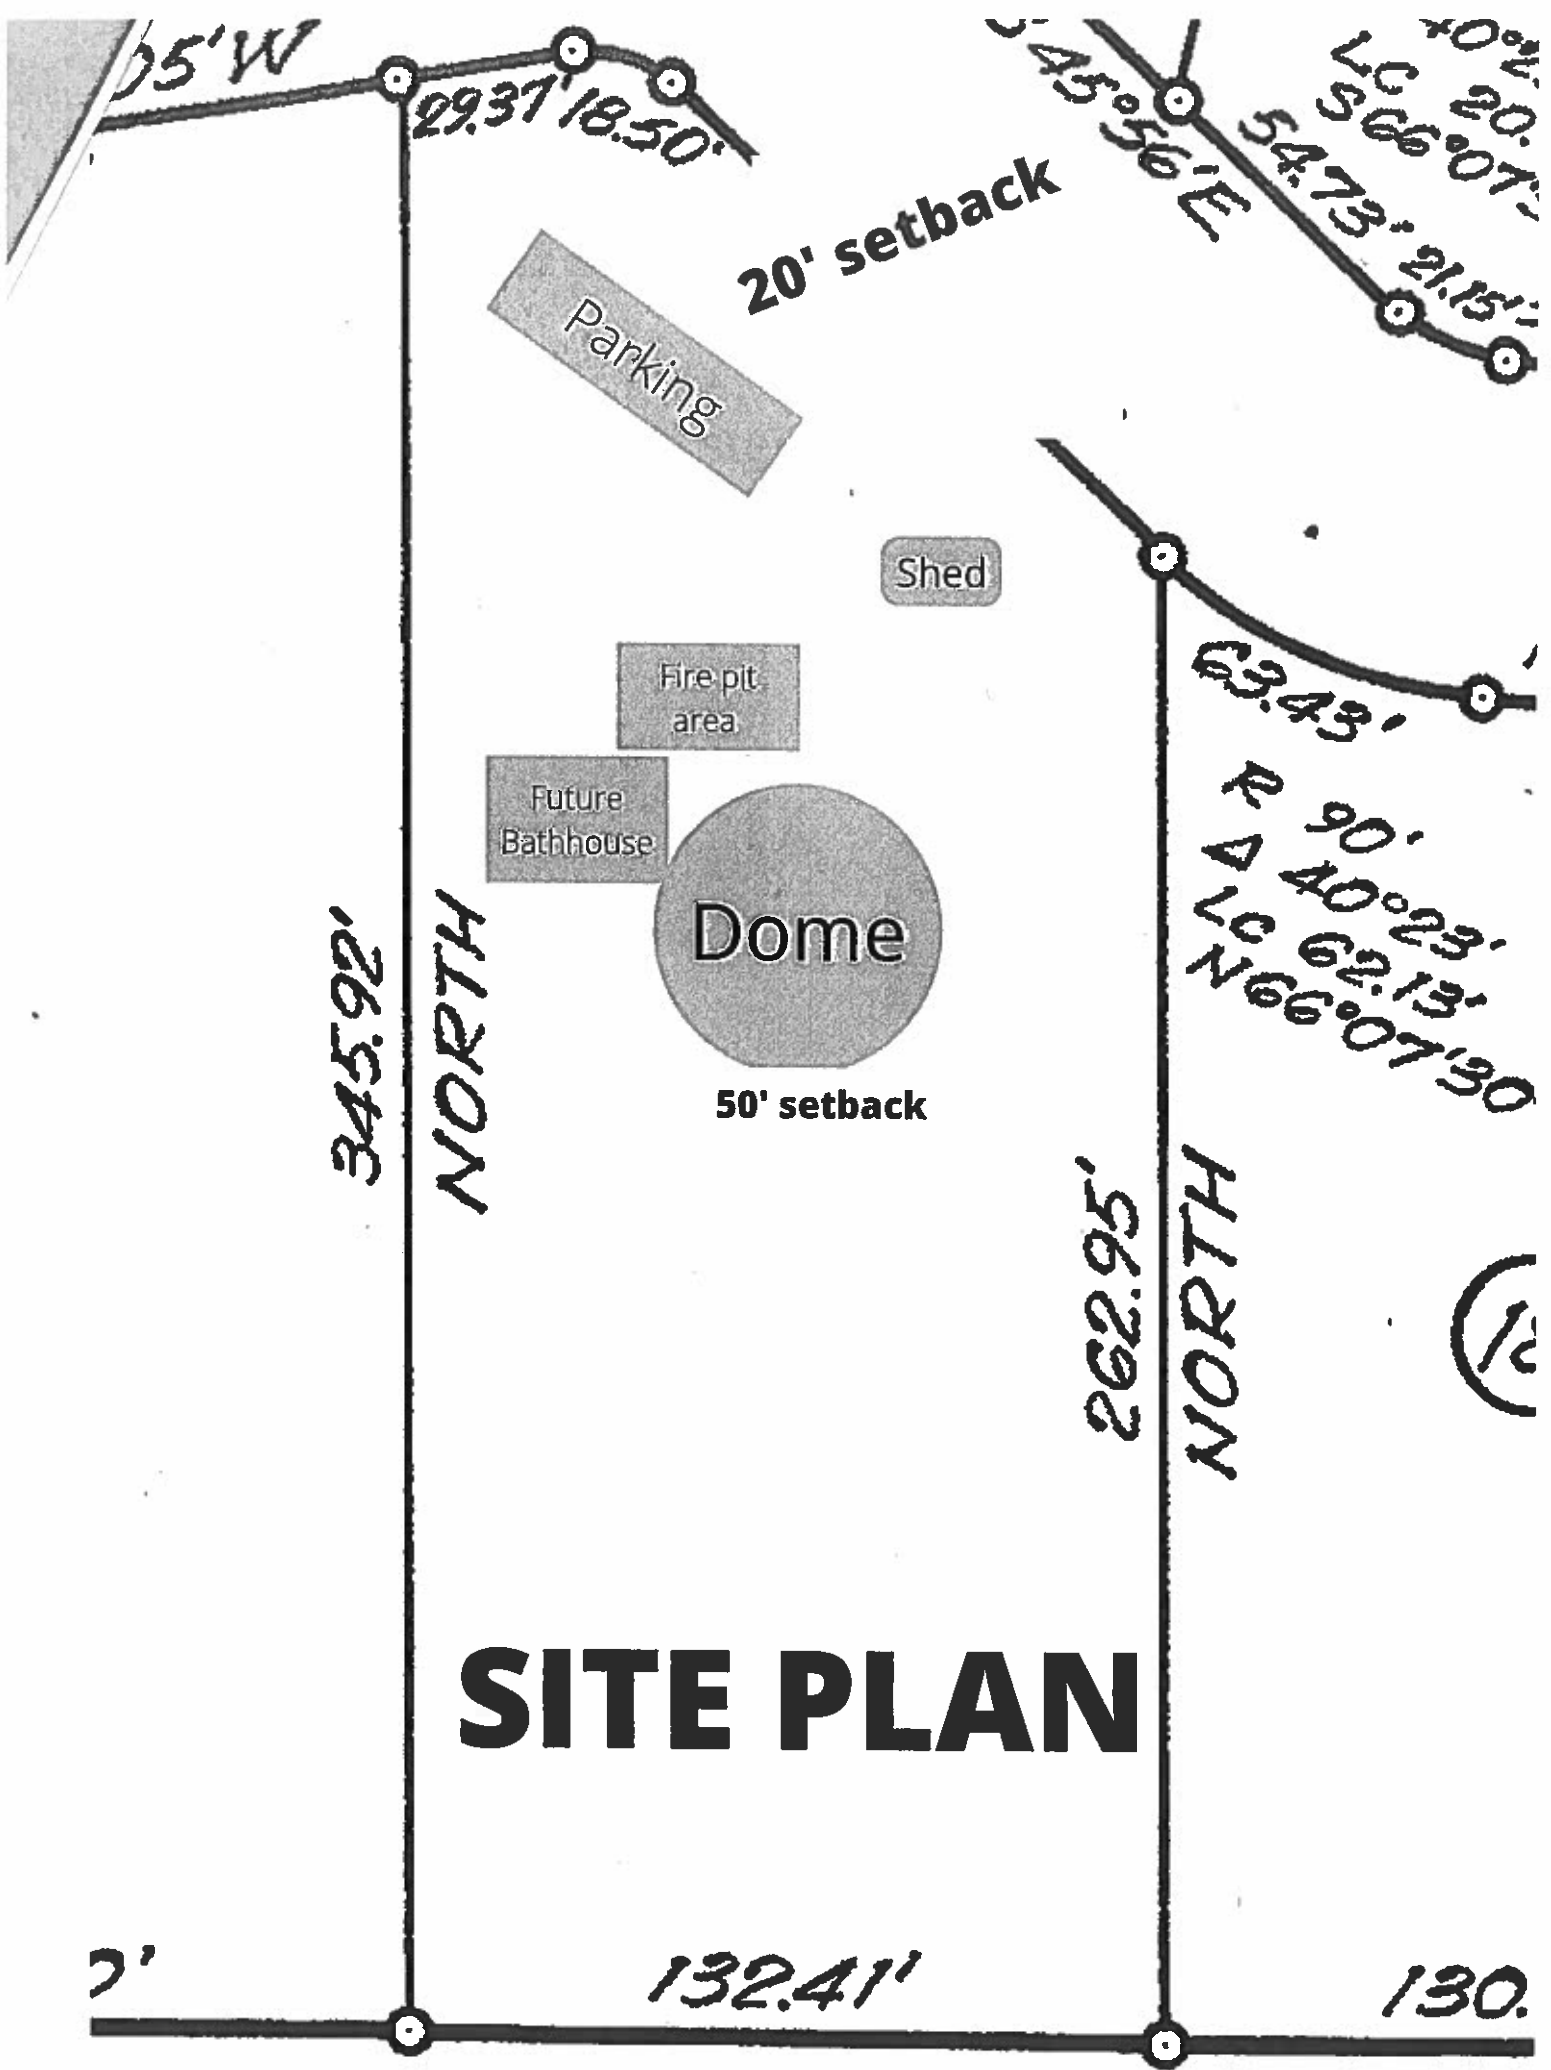 05'W
29.37'
18.50'
45°56'E
54.73'
21.15'
LC 20.
S66°07'
20' setback
Parking
Shed
Fire pit
area
Future
Bathhouse
Dome
50' setback
63.43'
R 90'
Δ 40°23'
LC 62.13'
N66°07'30
345.92'
NORTH
262.95'
NORTH
SITE PLAN
132.41'
130.